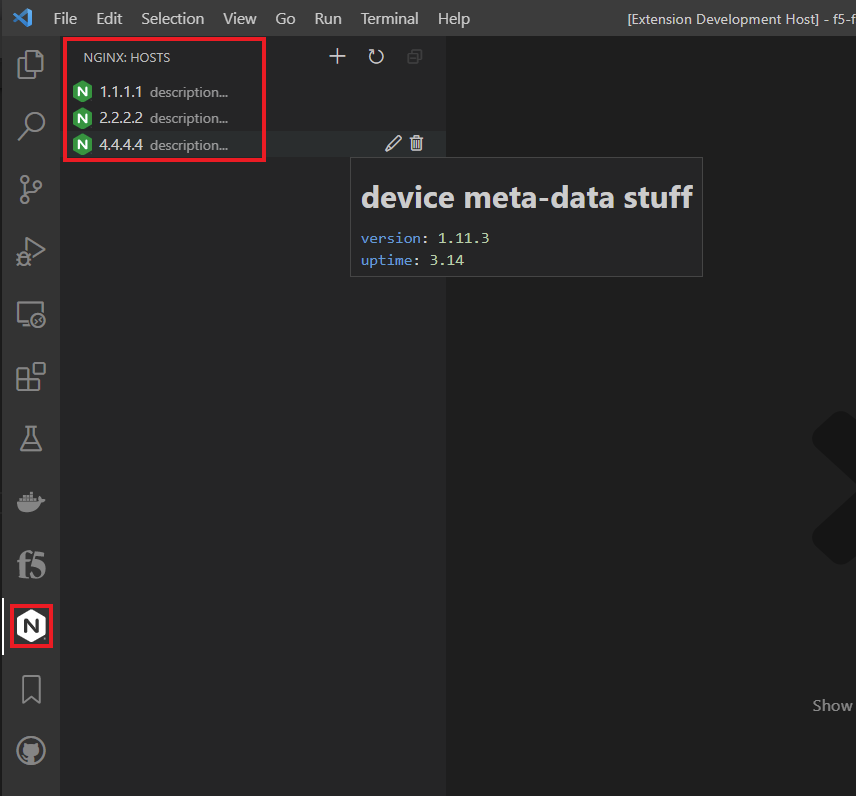 File Edit Selection View Go Run Terminal Help [Extension Development Host] - f5-f
NGINX: HOSTS
N 1.1.1.1 description...
N 2.2.2.2 description...
N 4.4.4.4 description...
device meta-data stuff
version: 1.11.3
uptime: 3.14
f5
N
Show